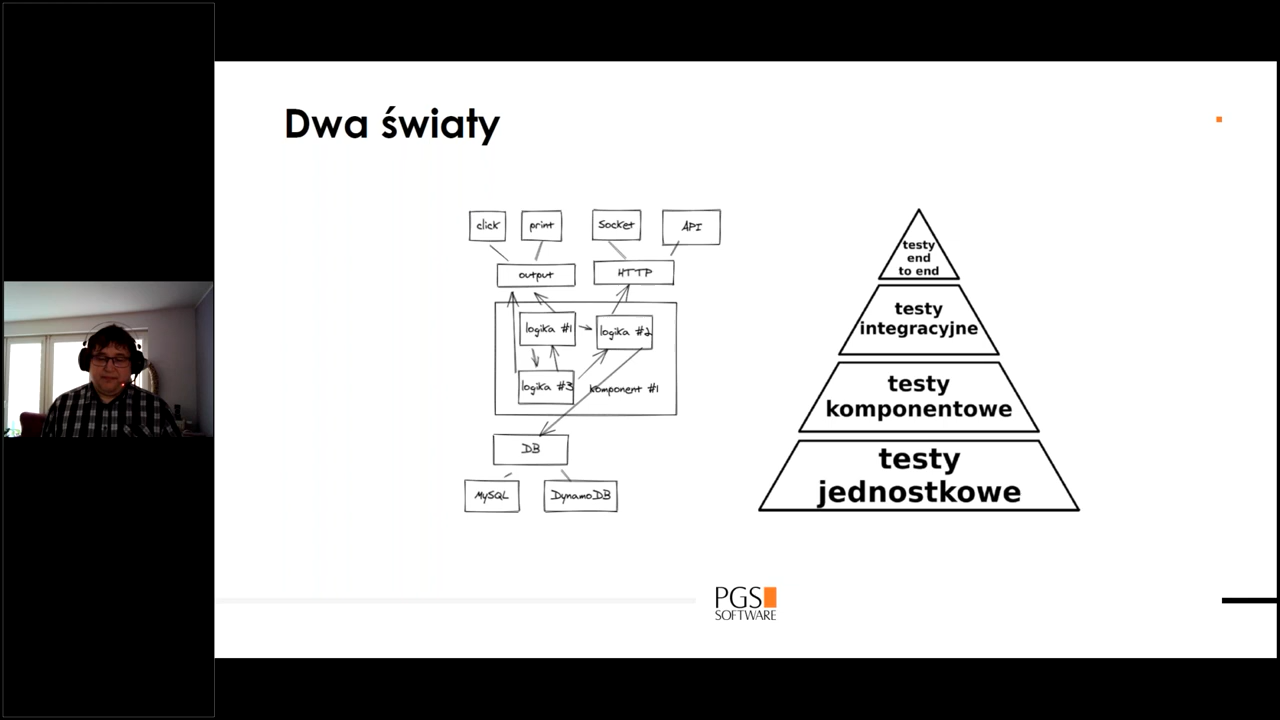 Dwa światy
click
print
Socket
API
output
HTTP
logika #1
logika #2
logika #3
komponent #1
DB
MySQL
DynamoDB
testy
end
to end
testy
integracyjne
testy
komponentowe
testy
jednostkowe
PGS
SOFTWARE